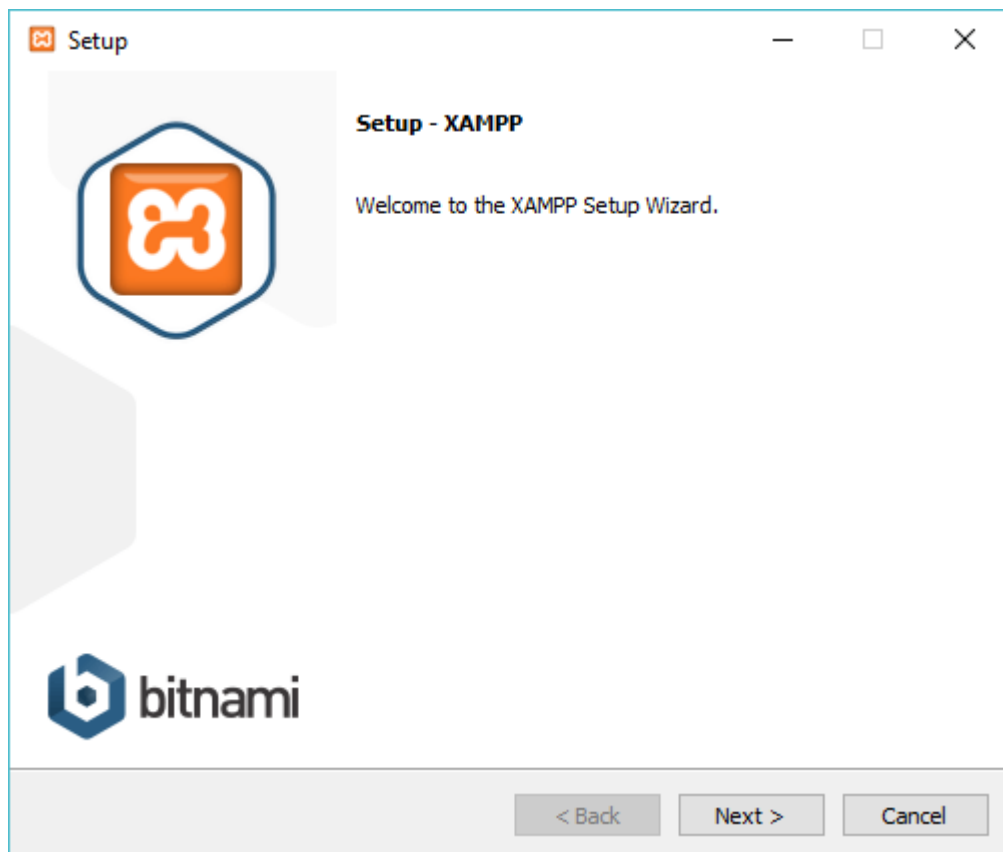 Setup
Setup - XAMPP
Welcome to the XAMPP Setup Wizard.
bitnami
< Back Next > Cancel